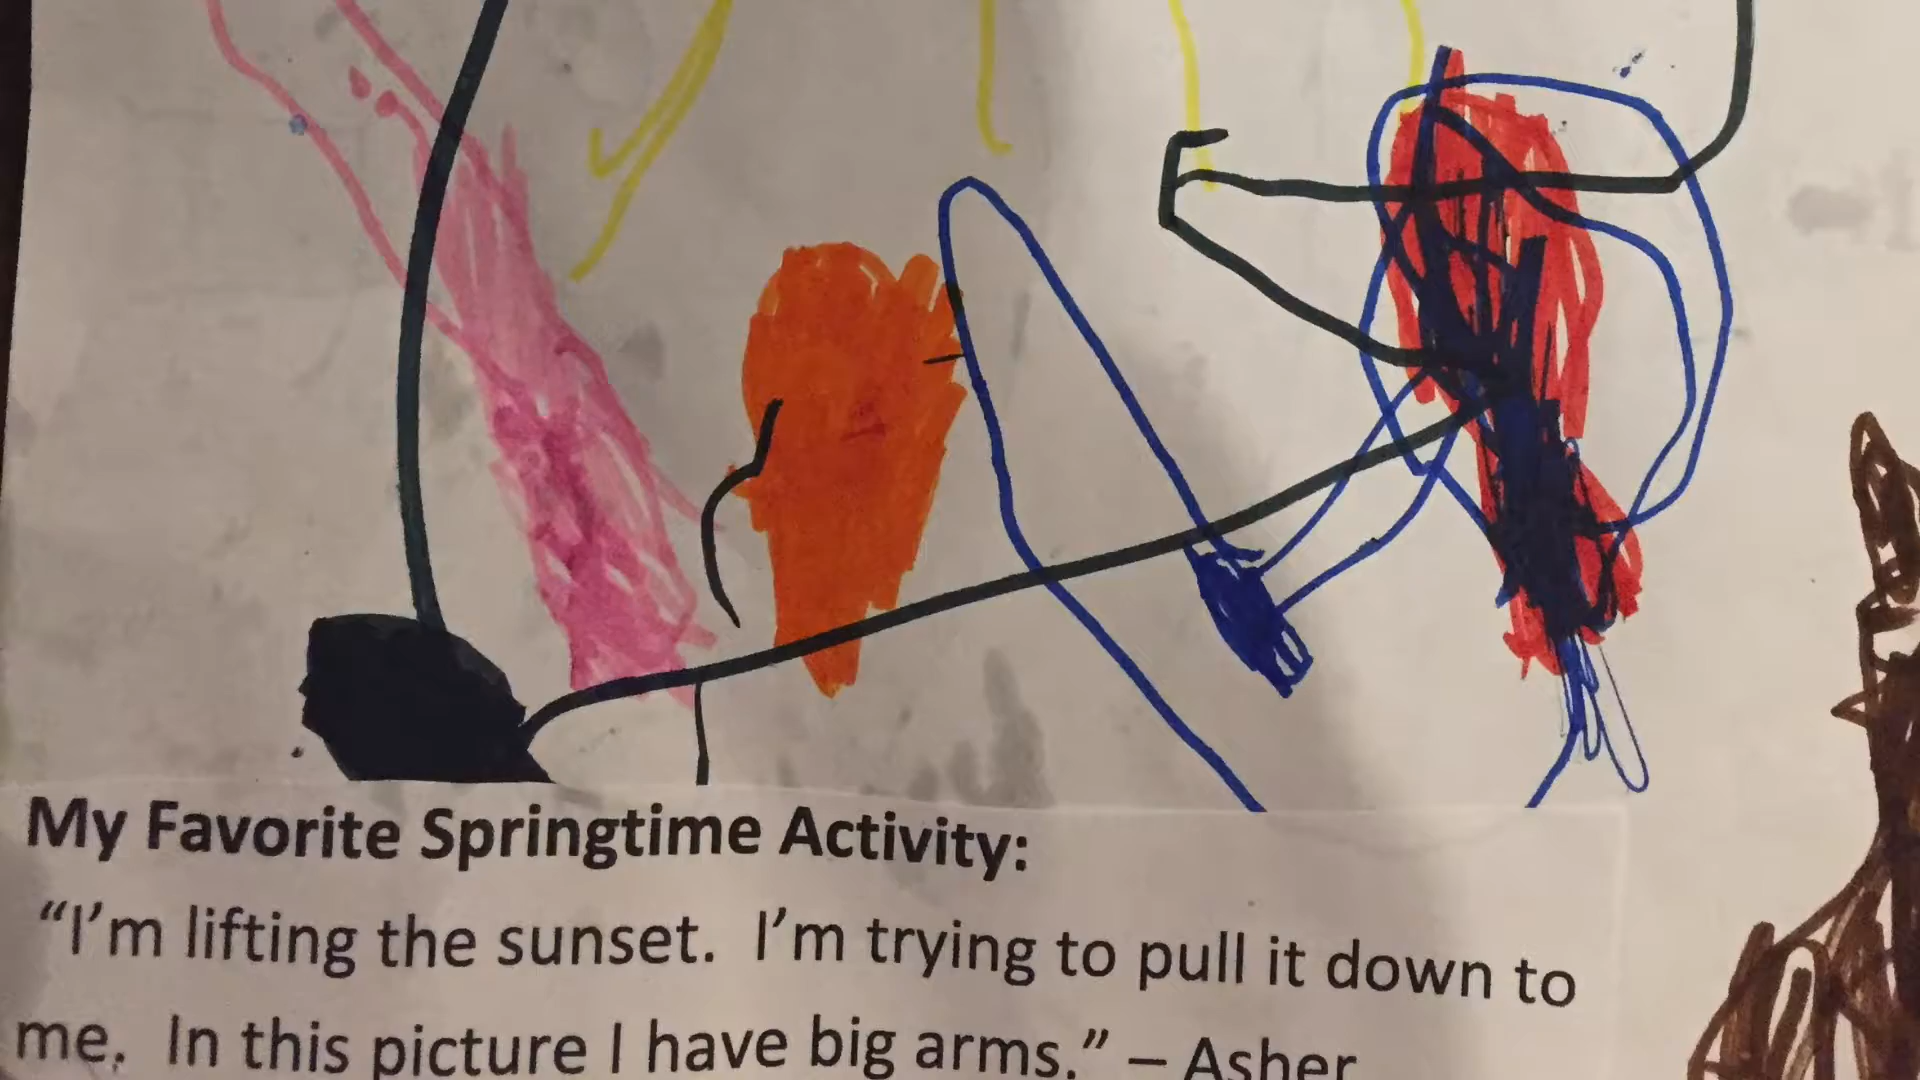 My Favorite Springtime Activity:
“I’m lifting the sunset. I’m trying to pull it down to
me. In this picture I have big arms.” – Asher